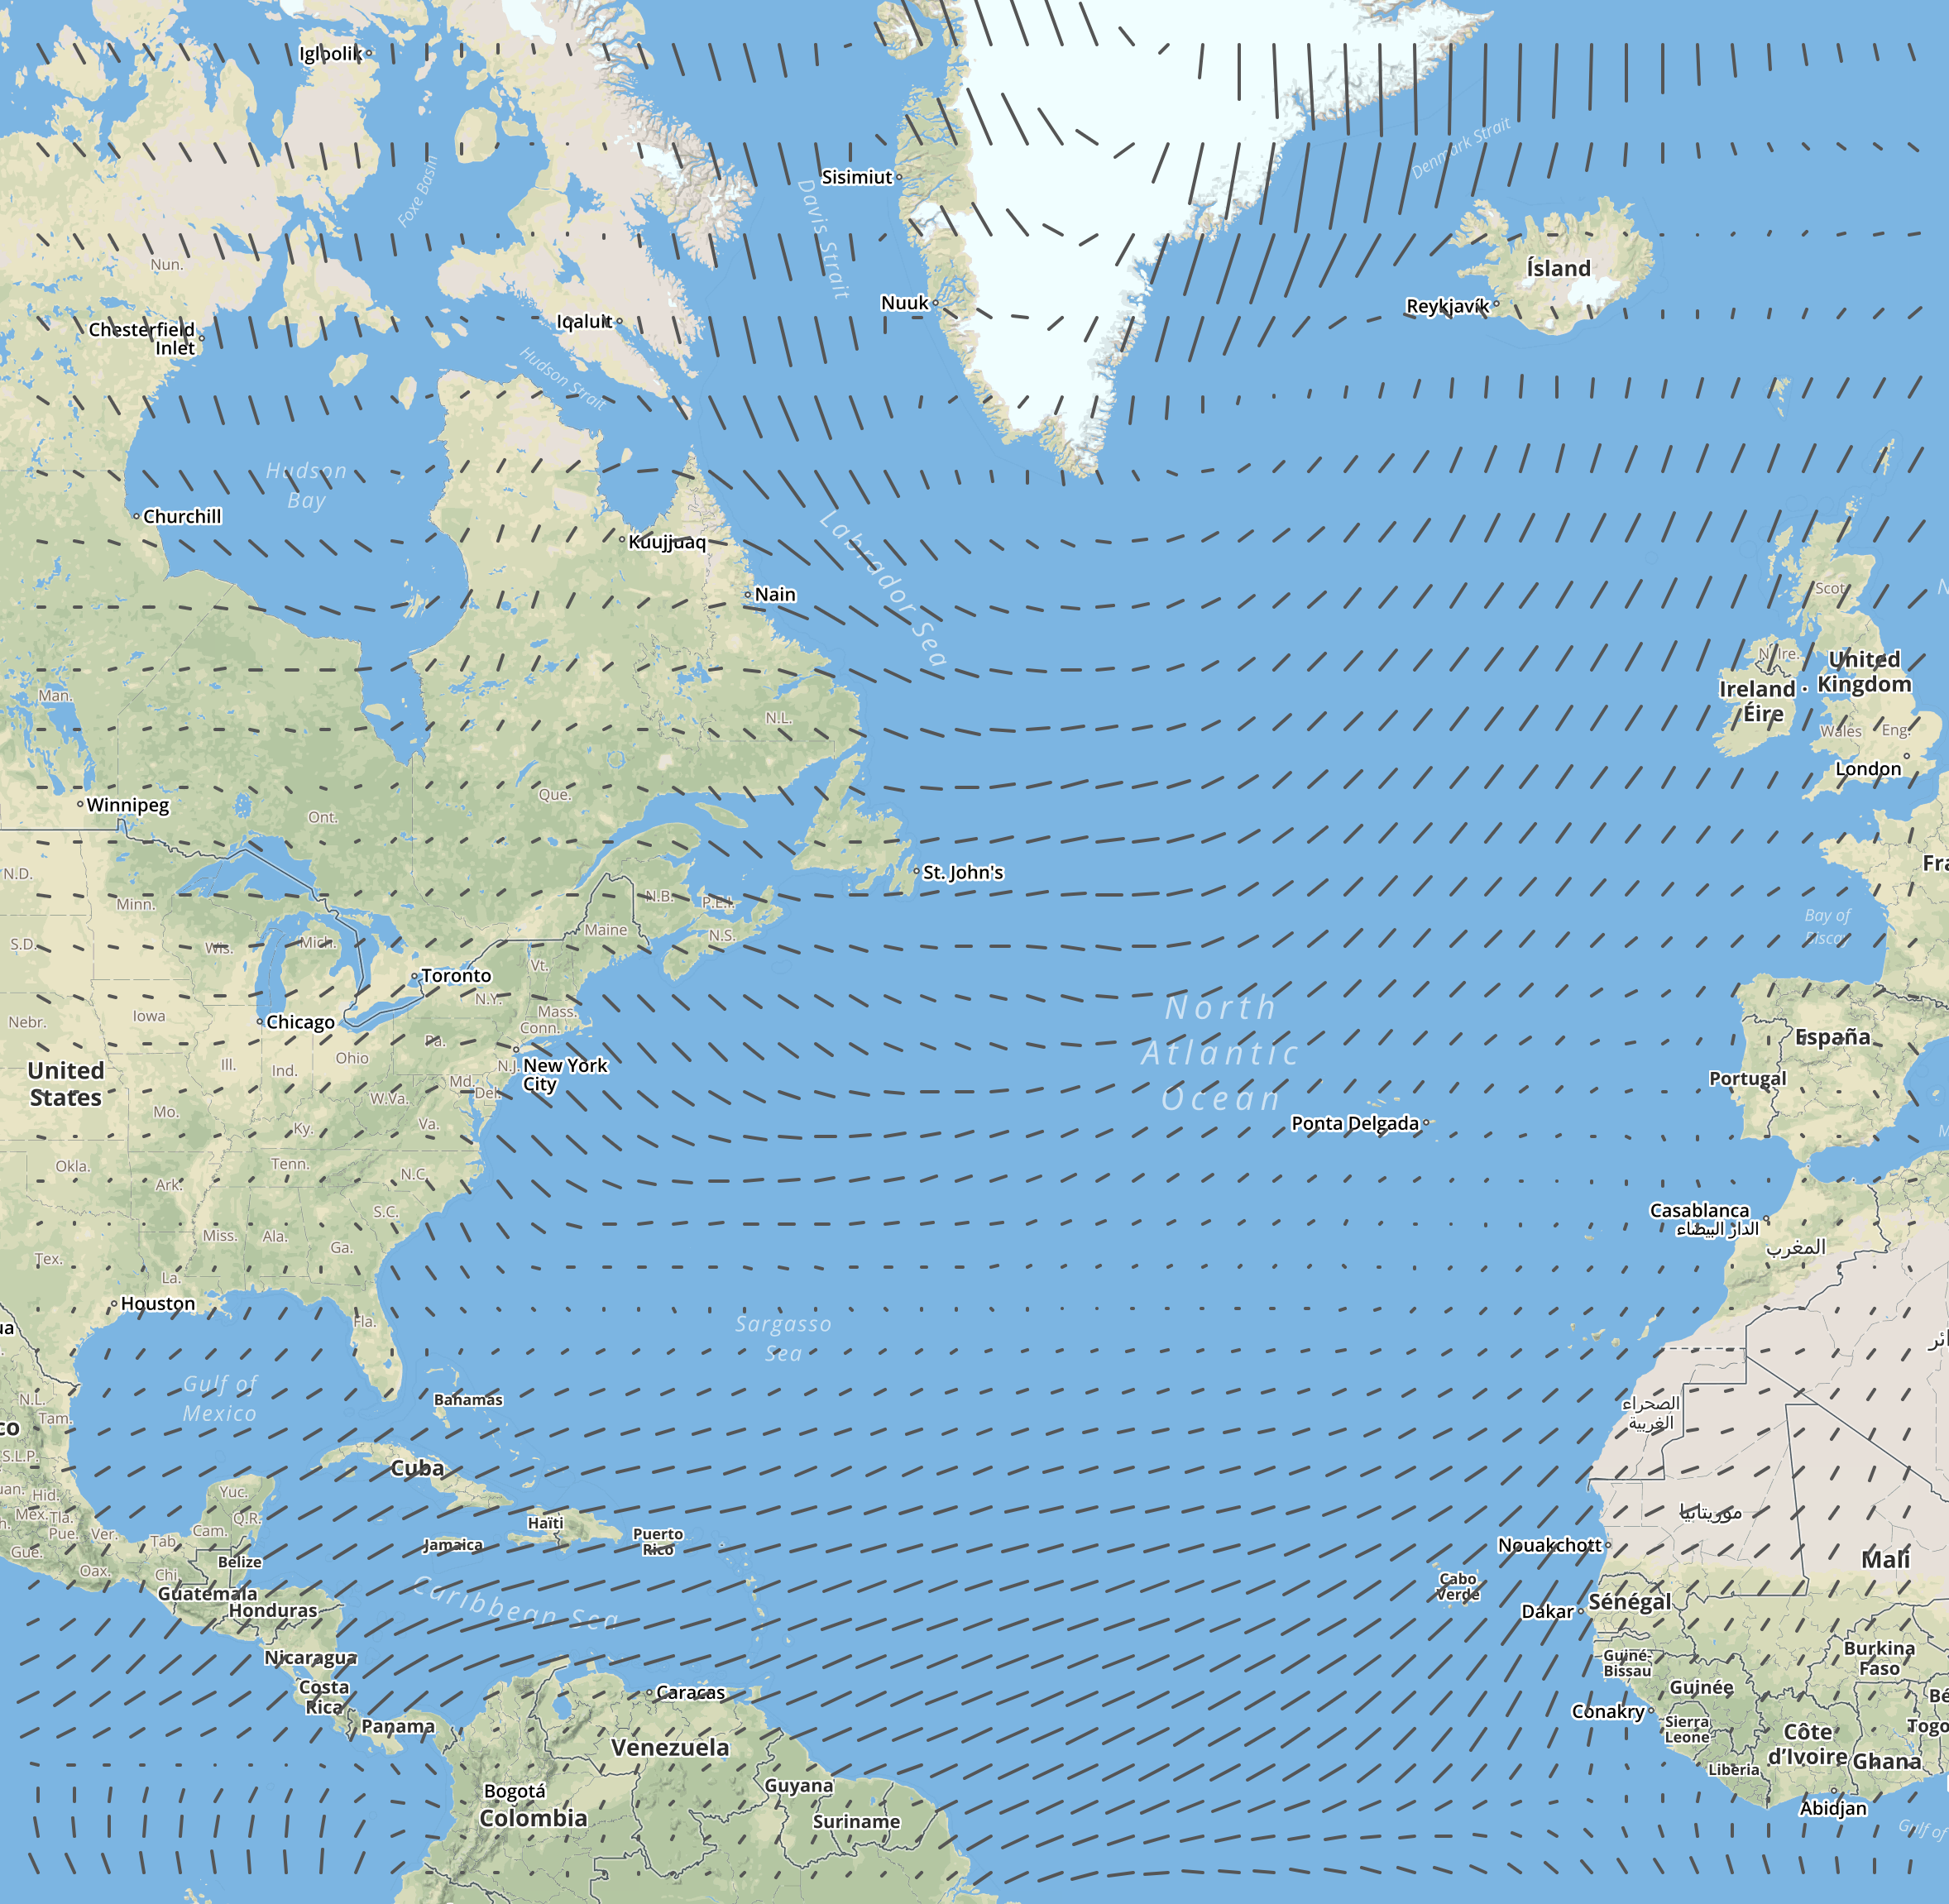 Igloolik
Foxe Basin
Davis Strait
Sisimiut
Denmark Strait
Nun.
Ísland
Nuuk
Reykjavík
Chesterfield
Inlet
Iqaluit
Hudson Strait
Hudson
Bay
Churchill
Kuujjuaq
Labrador Sea
Nain
Scot.
N. Ire.
United
Kingdom
Ireland
Éire
Man.
N.L.
Wales
Eng.
London
Winnipeg
Ont.
Que.
N.D.
St. John's
Minn.
N.B.
P.E.I.
Bay of
Biscay
S.D.
Wis.
Mich.
Maine
N.S.
Toronto
Vt.
N.Y.
North
Atlantic
Ocean
Nebr.
Iowa
Chicago
Mass.
Conn.
España
Pa.
Ohio
Ill.
Ind.
N.J.
New York
City
United
States
Md.
Del.
Portugal
Mo.
W.Va.
Ky.
Va.
Ponta Delgada
Okla.
Tenn.
Ark.
N.C.
S.C.
Casablanca
الدار البيضاء
المغرب
Miss.
Ala.
Ga.
Tex.
La.
Houston
Fla.
Sargasso
Sea
Gulf of
Mexico
Bahamas
الصحراء
الغربية
N.L.
Tam.
S.L.P.
Cuba
Yuc.
Hid.
Q.R.
Mex.
Tla.
Pue.
Ver.
Cam.
Tab.
Haïti
Puerto
Rico
Jamaica
موريتانيا
Nouakchott
Mali
Gue.
Oax.
Chi.
Belize
Guatemala
Honduras
Caribbean Sea
Cabo
Verde
Dakar
Sénégal
Nicaragua
Guiné-
Bissau
Burkina
Faso
Costa
Rica
Caracas
Guinée
Conakry
Panama
Sierra
Leone
Côte
d'Ivoire
Ghana
Togo
Venezuela
Liberia
Guyana
Bogotá
Colombia
Suriname
Abidjan
Gulf of